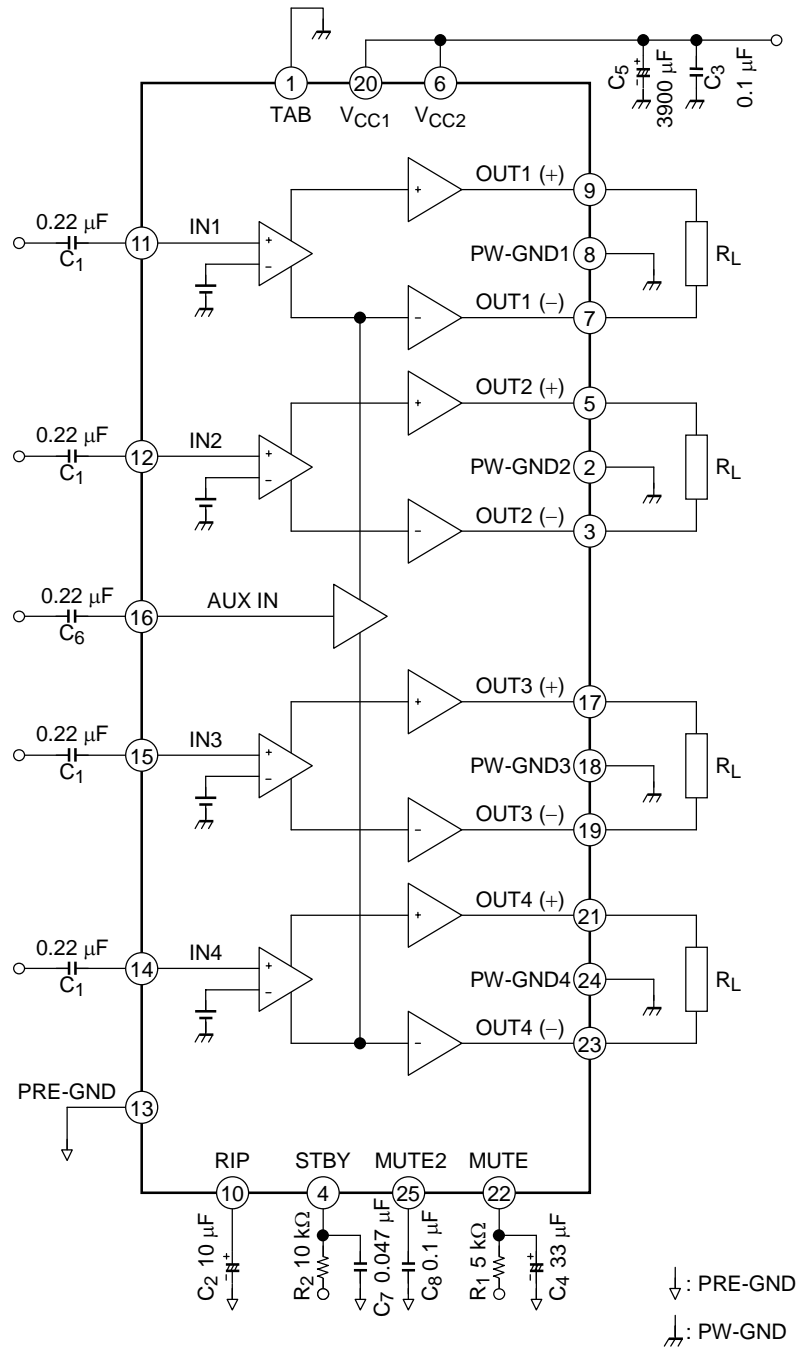 1
TAB
20
VCC1
6
VCC2
C5
3900 µF
C3
0.1 µF
0.22 µF
C1
11
IN1
+
−
+
OUT1 (+)
9
PW-GND1
8
RL
−
OUT1 (−)
7
0.22 µF
C1
12
IN2
+
−
+
OUT2 (+)
5
PW-GND2
2
RL
−
OUT2 (−)
3
0.22 µF
C6
16
AUX IN
0.22 µF
C1
15
IN3
+
−
+
OUT3 (+)
17
PW-GND3
18
RL
−
OUT3 (−)
19
0.22 µF
C1
14
IN4
+
−
+
OUT4 (+)
21
PW-GND4
24
RL
−
OUT4 (−)
23
PRE-GND
13
RIP
10
C2 10 µF
STBY
4
R2 10 kΩ
C7 0.047 µF
MUTE2
25
C8 0.1 µF
MUTE
22
R1 5 kΩ
C4 33 µF
: PRE-GND
: PW-GND